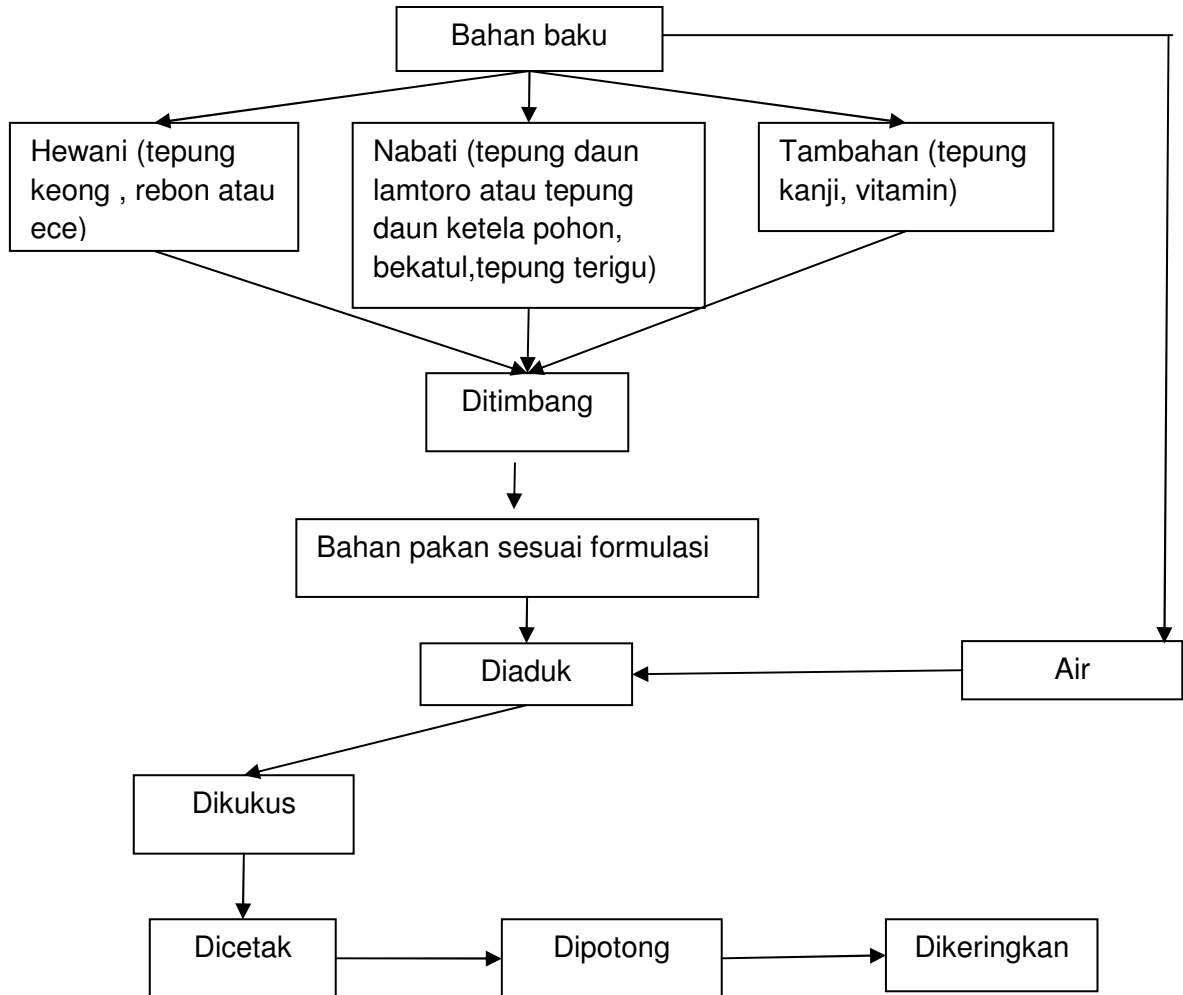 Bahan baku
Hewani (tepung
keong , rebon atau
ece)
Nabati (tepung daun
lamtoro atau tepung
daun ketela pohon,
bekatul,tepung terigu)
Tambahan (tepung
kanji, vitamin)
Ditimbang
Bahan pakan sesuai formulasi
Diaduk
Air
Dikukus
Dicetak
Dipotong
Dikeringkan